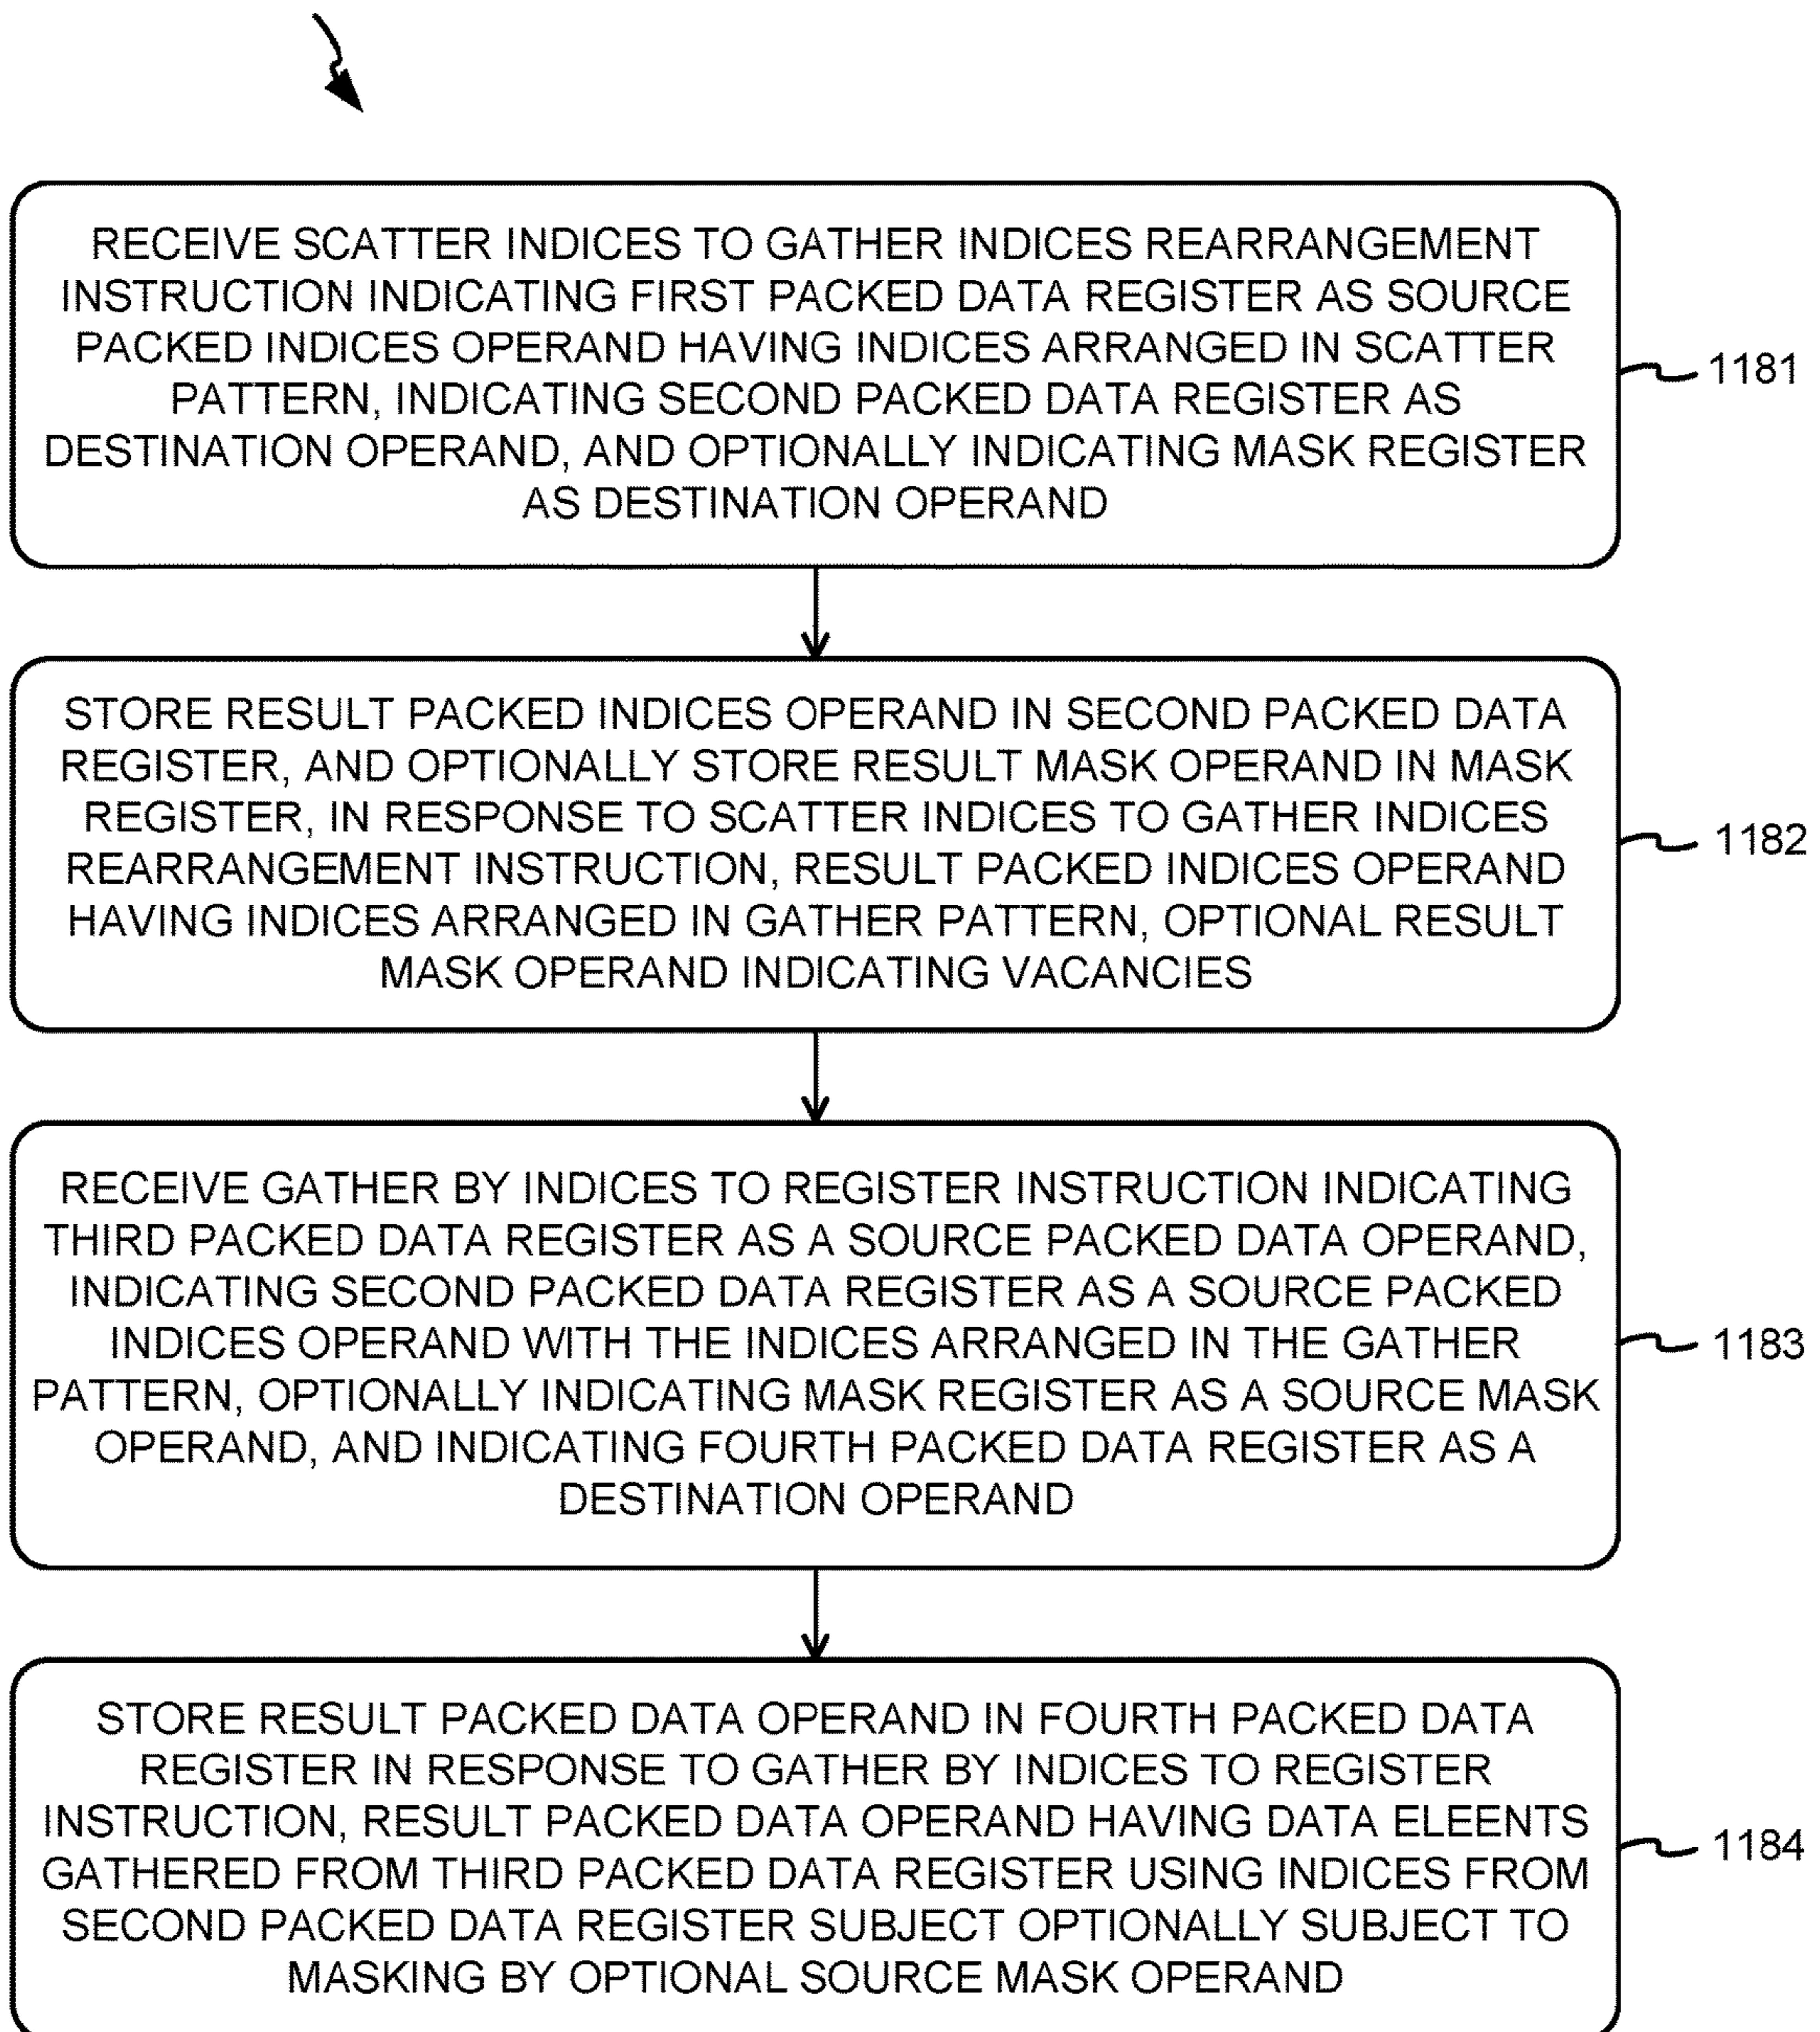 RECEIVE SCATTER INDICES TO GATHER INDICES REARRANGEMENT
INSTRUCTION INDICATING FIRST PACKED DATA REGISTER AS SOURCE
PACKED INDICES OPERAND HAVING INDICES ARRANGED IN SCATTER
PATTERN, INDICATING SECOND PACKED DATA REGISTER AS
DESTINATION OPERAND, AND OPTIONALLY INDICATING MASK REGISTER
AS DESTINATION OPERAND
1181
STORE RESULT PACKED INDICES OPERAND IN SECOND PACKED DATA
REGISTER, AND OPTIONALLY STORE RESULT MASK OPERAND IN MASK
REGISTER, IN RESPONSE TO SCATTER INDICES TO GATHER INDICES
REARRANGEMENT INSTRUCTION, RESULT PACKED INDICES OPERAND
HAVING INDICES ARRANGED IN GATHER PATTERN, OPTIONAL RESULT
MASK OPERAND INDICATING VACANCIES
1182
RECEIVE GATHER BY INDICES TO REGISTER INSTRUCTION INDICATING
THIRD PACKED DATA REGISTER AS A SOURCE PACKED DATA OPERAND,
INDICATING SECOND PACKED DATA REGISTER AS A SOURCE PACKED
INDICES OPERAND WITH THE INDICES ARRANGED IN THE GATHER
PATTERN, OPTIONALLY INDICATING MASK REGISTER AS A SOURCE MASK
OPERAND, AND INDICATING FOURTH PACKED DATA REGISTER AS A
DESTINATION OPERAND
1183
STORE RESULT PACKED DATA OPERAND IN FOURTH PACKED DATA
REGISTER IN RESPONSE TO GATHER BY INDICES TO REGISTER
INSTRUCTION, RESULT PACKED DATA OPERAND HAVING DATA ELEENTS
GATHERED FROM THIRD PACKED DATA REGISTER USING INDICES FROM
SECOND PACKED DATA REGISTER SUBJECT OPTIONALLY SUBJECT TO
MASKING BY OPTIONAL SOURCE MASK OPERAND
1184